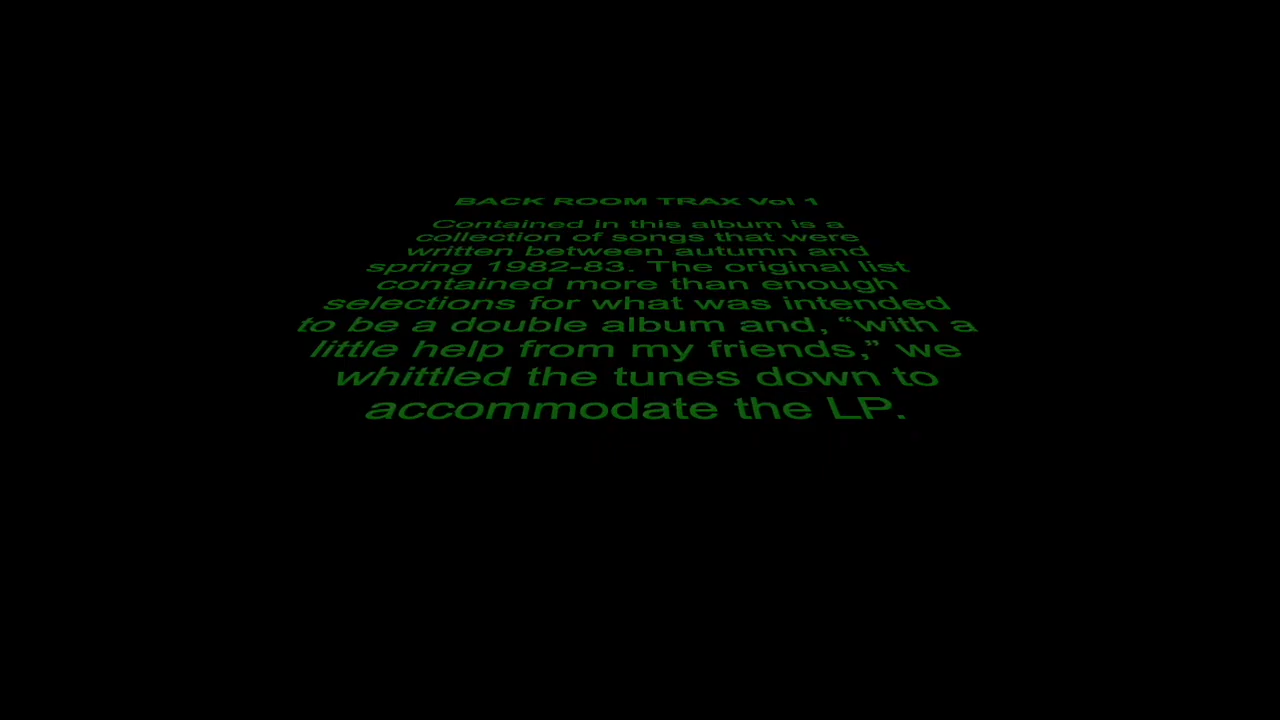 BACK ROOM TRAX Vol 1
Contained in this album is a
collection of songs that were
written between autumn and
spring 1982-83. The original list
contained more than enough
selections for what was intended
to be a double album and, “with a
little help from my friends,” we
whittled the tunes down to
accommodate the LP.